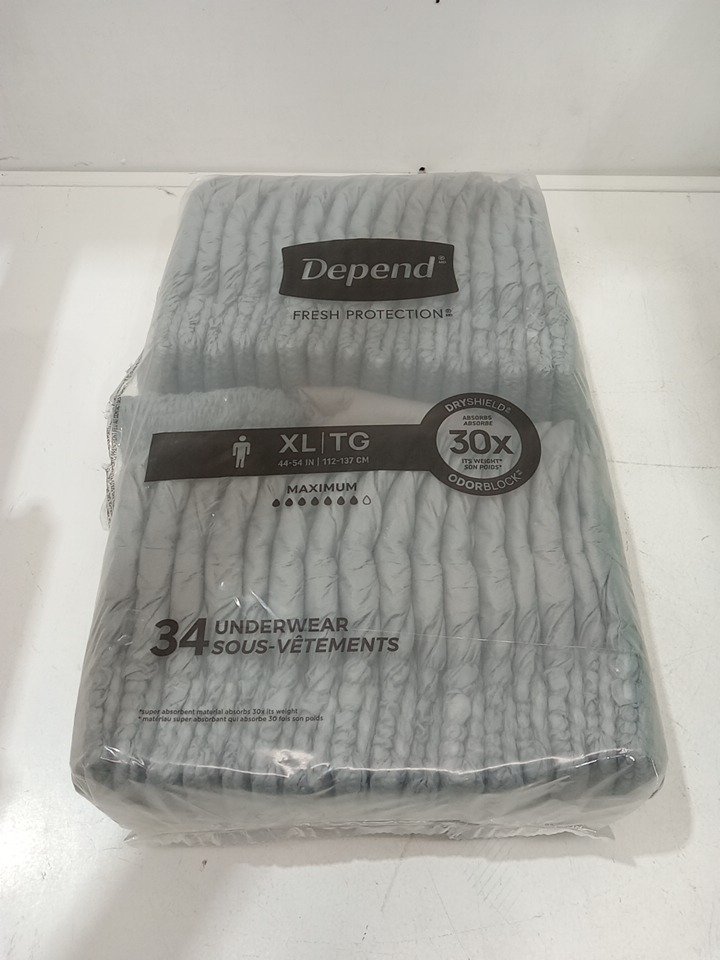 Depend® MD
FRESH PROTECTION® MD
XL | TG
44-54 IN | 112-137 CM
MAXIMUM
DRYSHIELD
ABSORBS
ABSORBE
30x
ITS WEIGHT*
SON POIDS*
ODORBLOCK
34 UNDERWEAR
SOUS-VÊTEMENTS
*super absorbent material absorbs 30x its weight
*matériau super absorbant qui absorbe 30 fois son poids